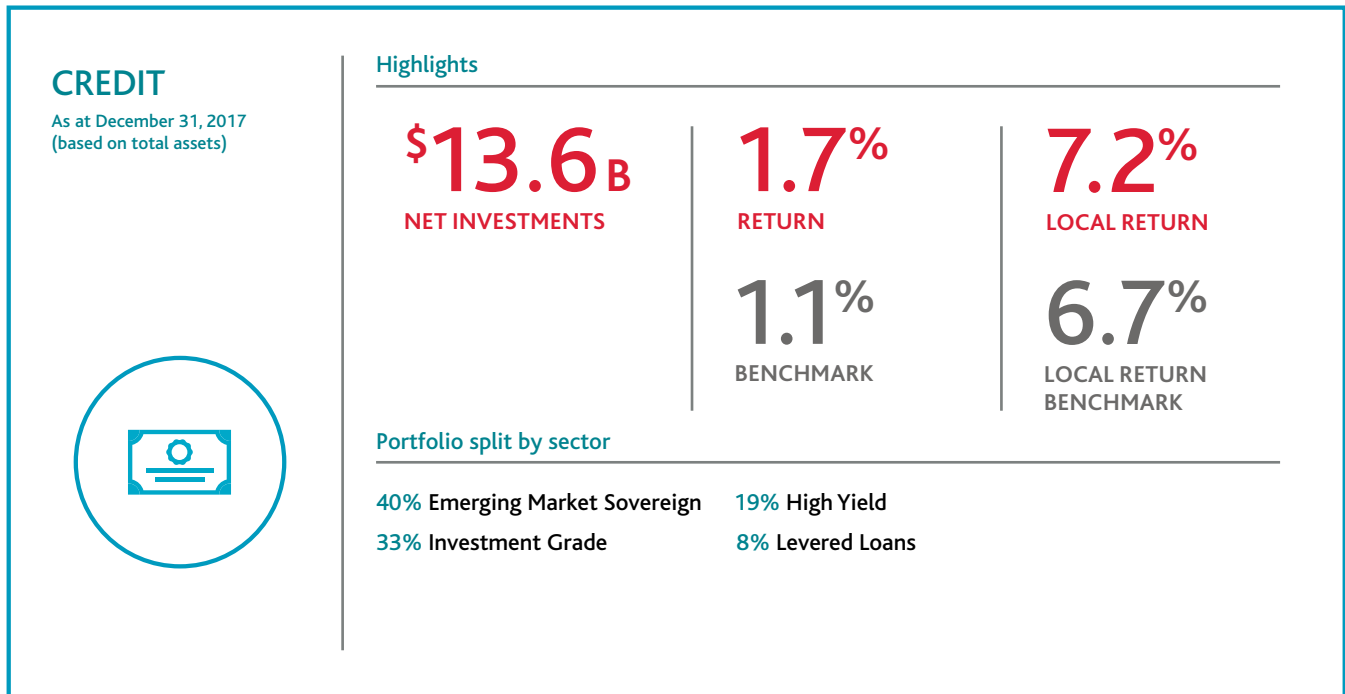 CREDIT
As at December 31, 2017
(based on total assets)
Highlights
$13.6 B
NET INVESTMENTS
1.7%
RETURN
1.1%
BENCHMARK
7.2%
LOCAL RETURN
6.7%
LOCAL RETURN
BENCHMARK
Portfolio split by sector
40% Emerging Market Sovereign
33% Investment Grade
19% High Yield
8% Levered Loans